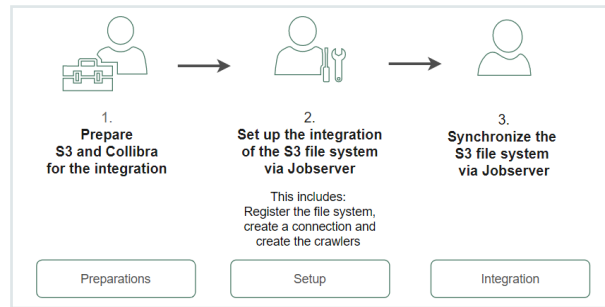 1.
Prepare
S3 and Collibra
for the integration
2.
Set up the integration
of the S3 file system
via Jobserver
This includes:
Register the file system,
create a connection and
create the crawlers
3.
Synchronize the
S3 file system
via Jobserver
Preparations
Setup
Integration